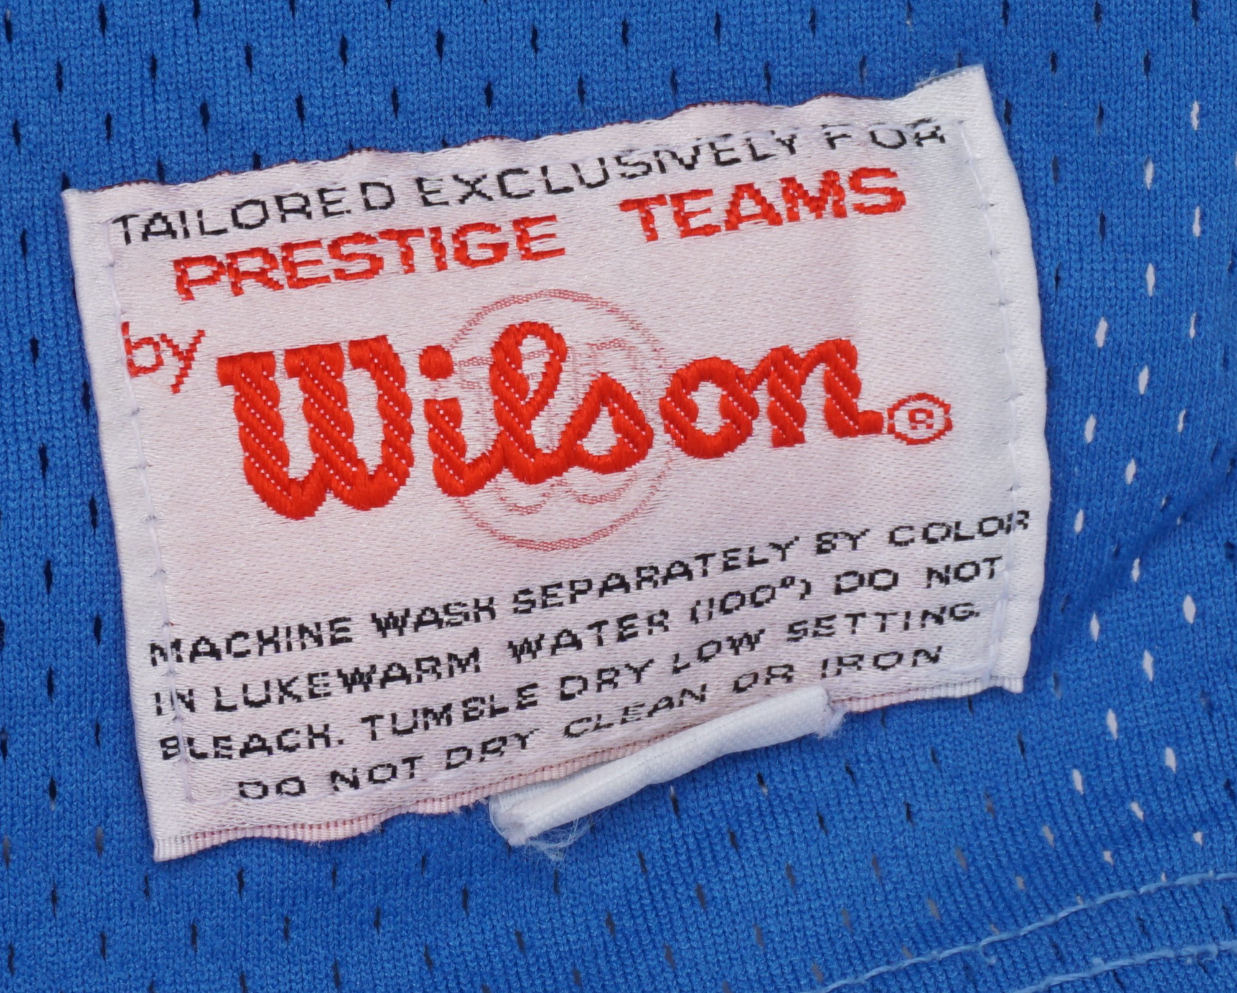 TAILORED EXCLUSIVELY FOR
PRESTIGE TEAMS
by Wilson®
MACHINE WASH SEPARATELY BY COLOR
IN LUKEWARM WATER (100°) DO NOT
BLEACH. TUMBLE DRY LOW SETTING.
DO NOT DRY CLEAN OR IRON